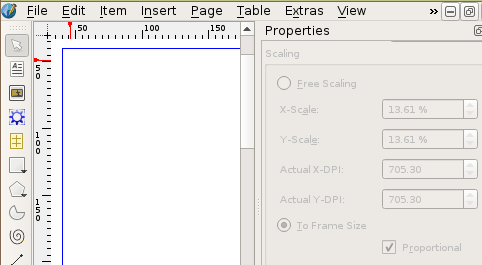 File Edit Item Insert Page Table Extras View »
50 100 150
Properties
50
100
150
Scaling
Free Scaling
X-Scale: 13.61 %
Y-Scale: 13.61 %
Actual X-DPI: 705.30
Actual Y-DPI: 705.30
To Frame Size
Proportional